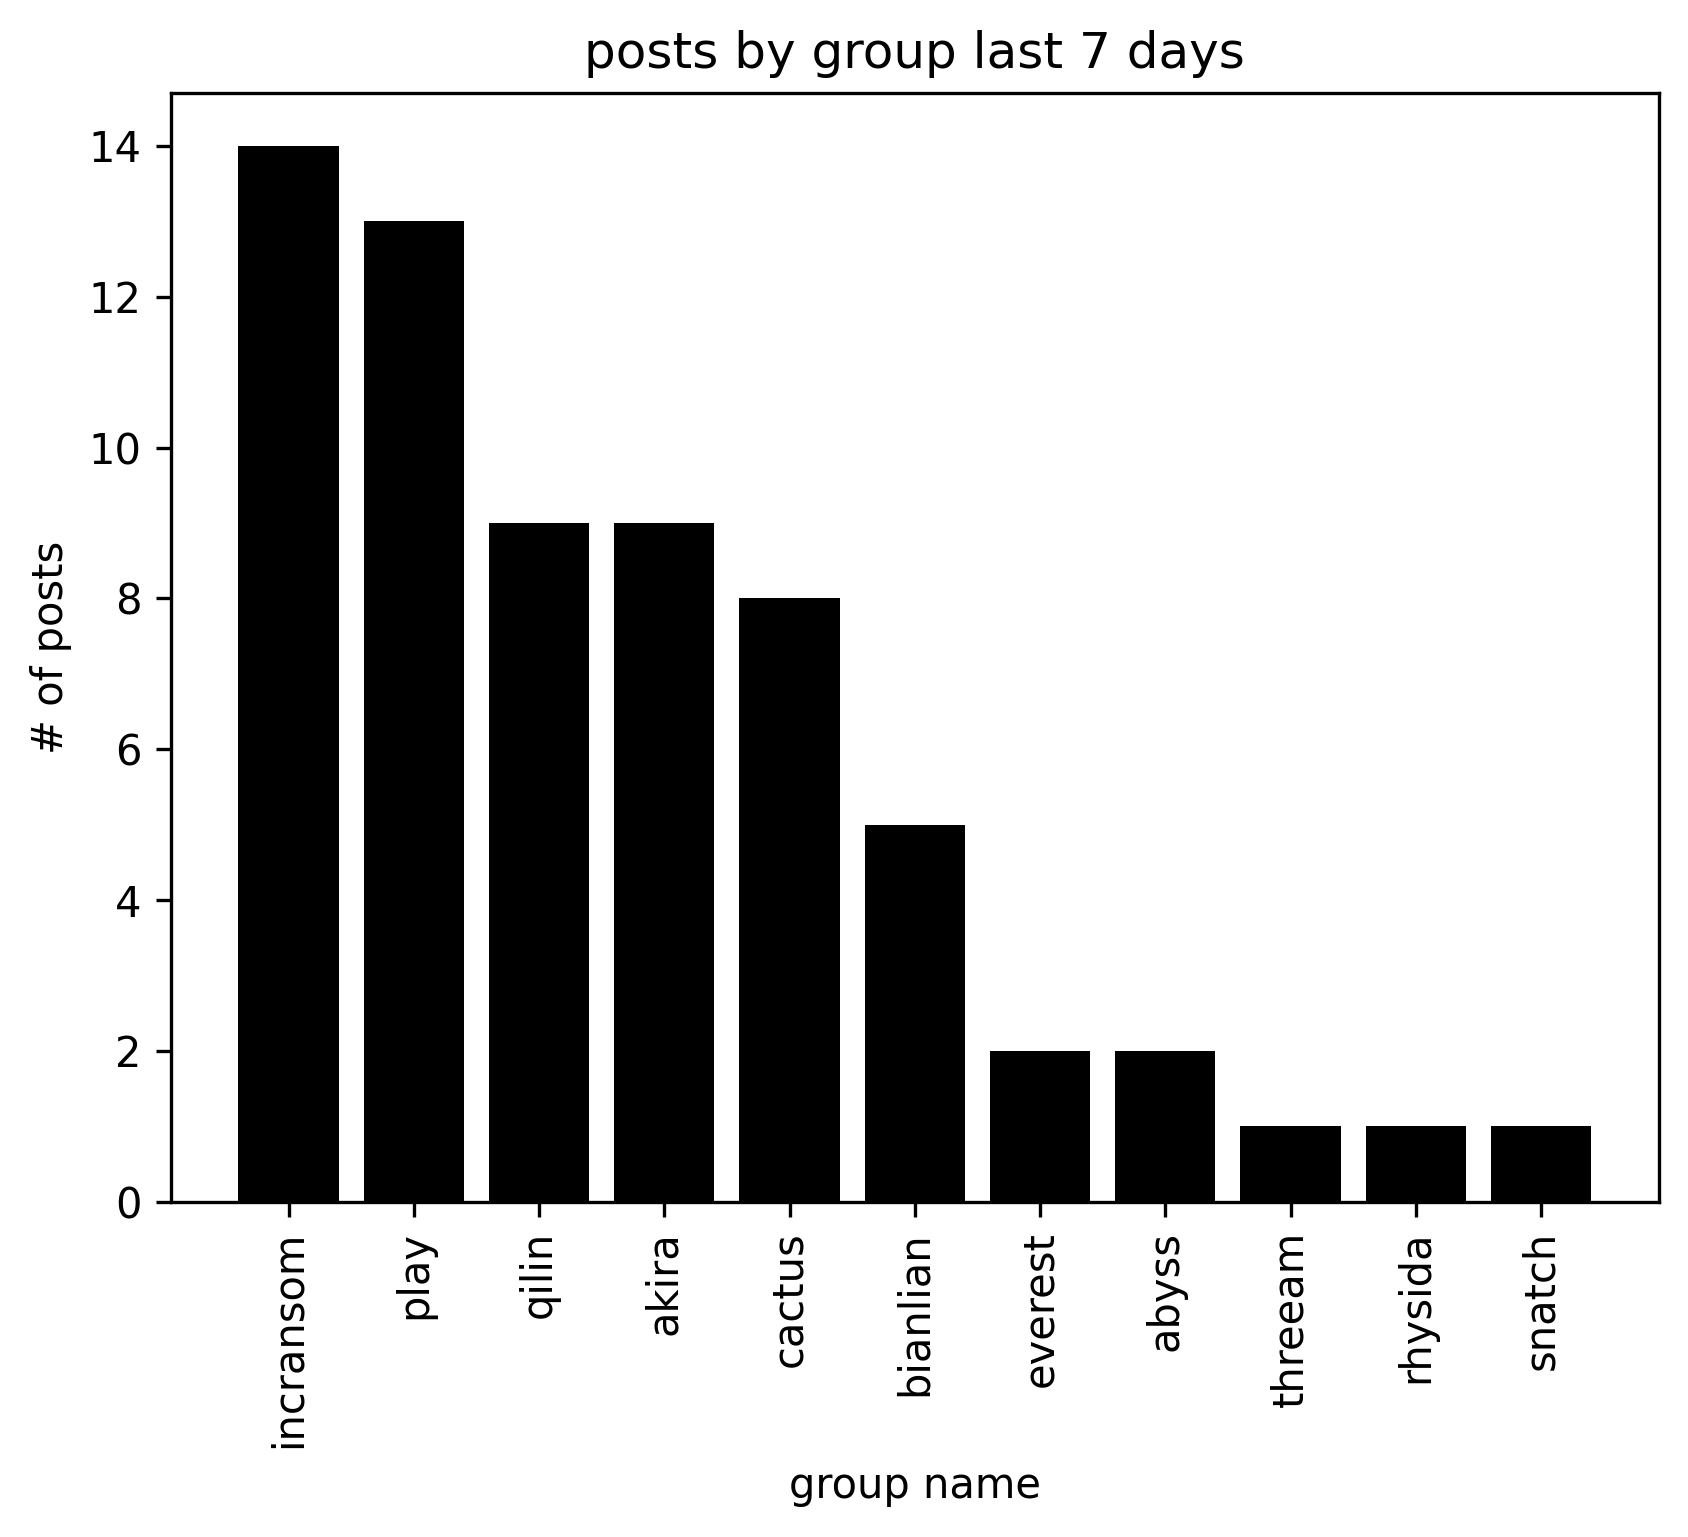 posts by group last 7 days
14
12
10
8
6
4
2
0
# of posts
incransom
play
qilin
akira
cactus
bianlian
everest
abyss
threeam
rhysida
snatch
group name